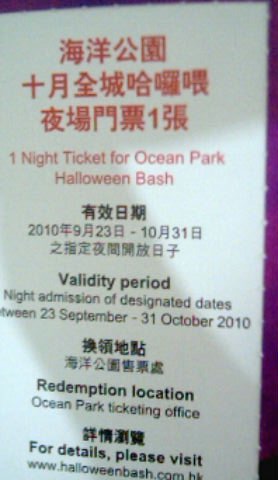 海洋公園
十月全城哈囉喂
夜場門票1張
1 Night Ticket for Ocean Park
Halloween Bash
有效日期
2010年9月23日 - 10月31日
之指定夜間開放日子
Validity period
Night admission of designated dates
tween 23 September - 31 October 2010
換領地點
海洋公園售票處
Redemption location
Ocean Park ticketing office
詳情瀏覽
For details, please visit
www.halloweenbash.com.hk